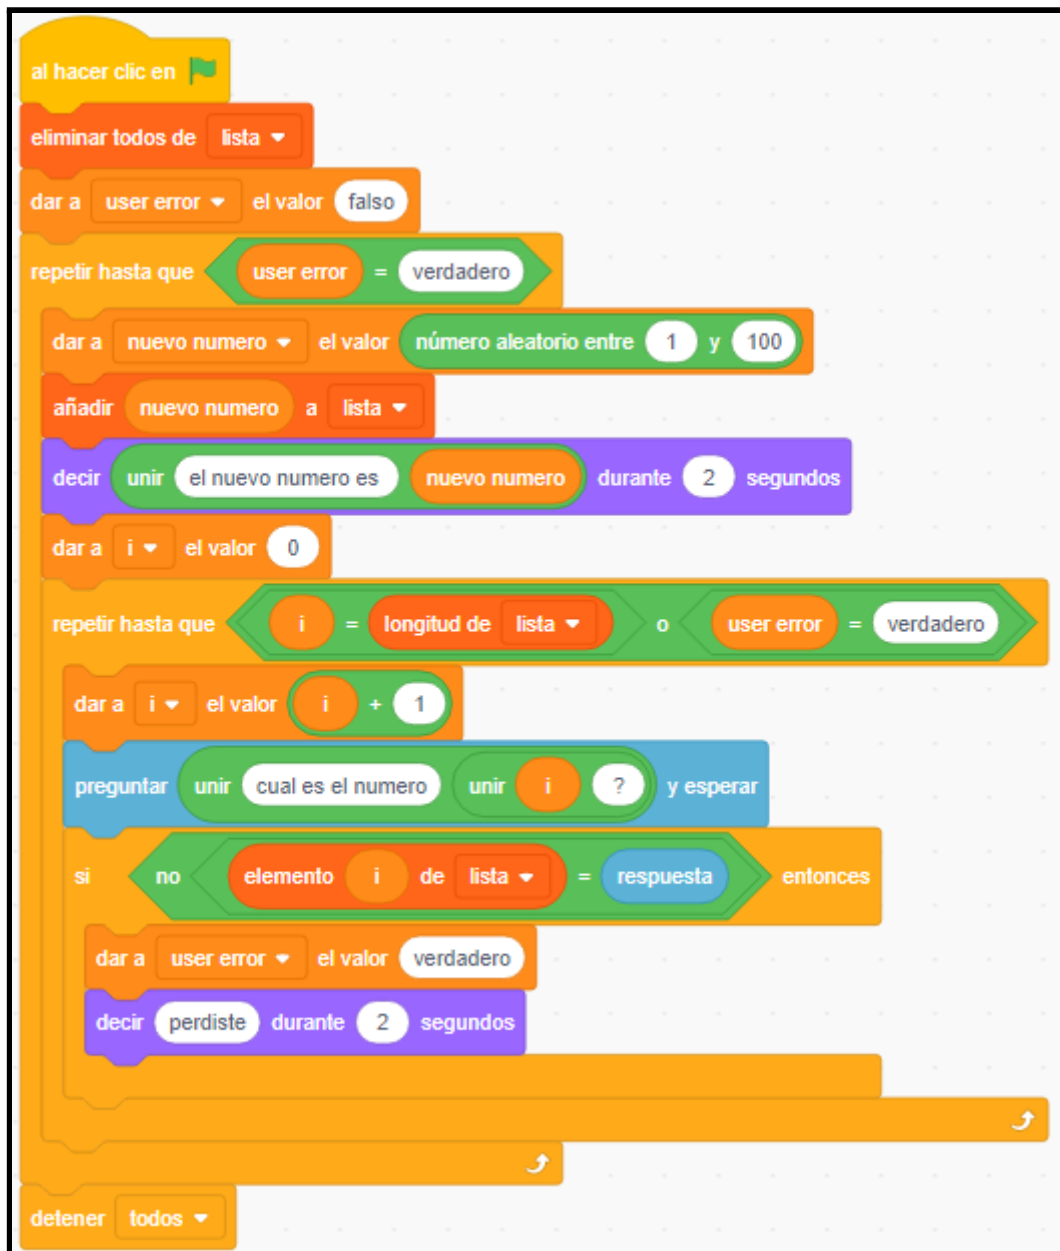 al hacer clic en
eliminar todos de lista
dar a user error el valor falso
repetir hasta que user error = verdadero
dar a nuevo numero el valor número aleatorio entre 1 y 100
añadir nuevo numero a lista
decir unir el nuevo numero es nuevo numero durante 2 segundos
dar a i el valor 0
repetir hasta que i = longitud de lista o user error = verdadero
dar a i el valor i + 1
preguntar unir cual es el numero unir i ? y esperar
si no elemento i de lista = respuesta entonces
dar a user error el valor verdadero
decir perdiste durante 2 segundos
detener todos